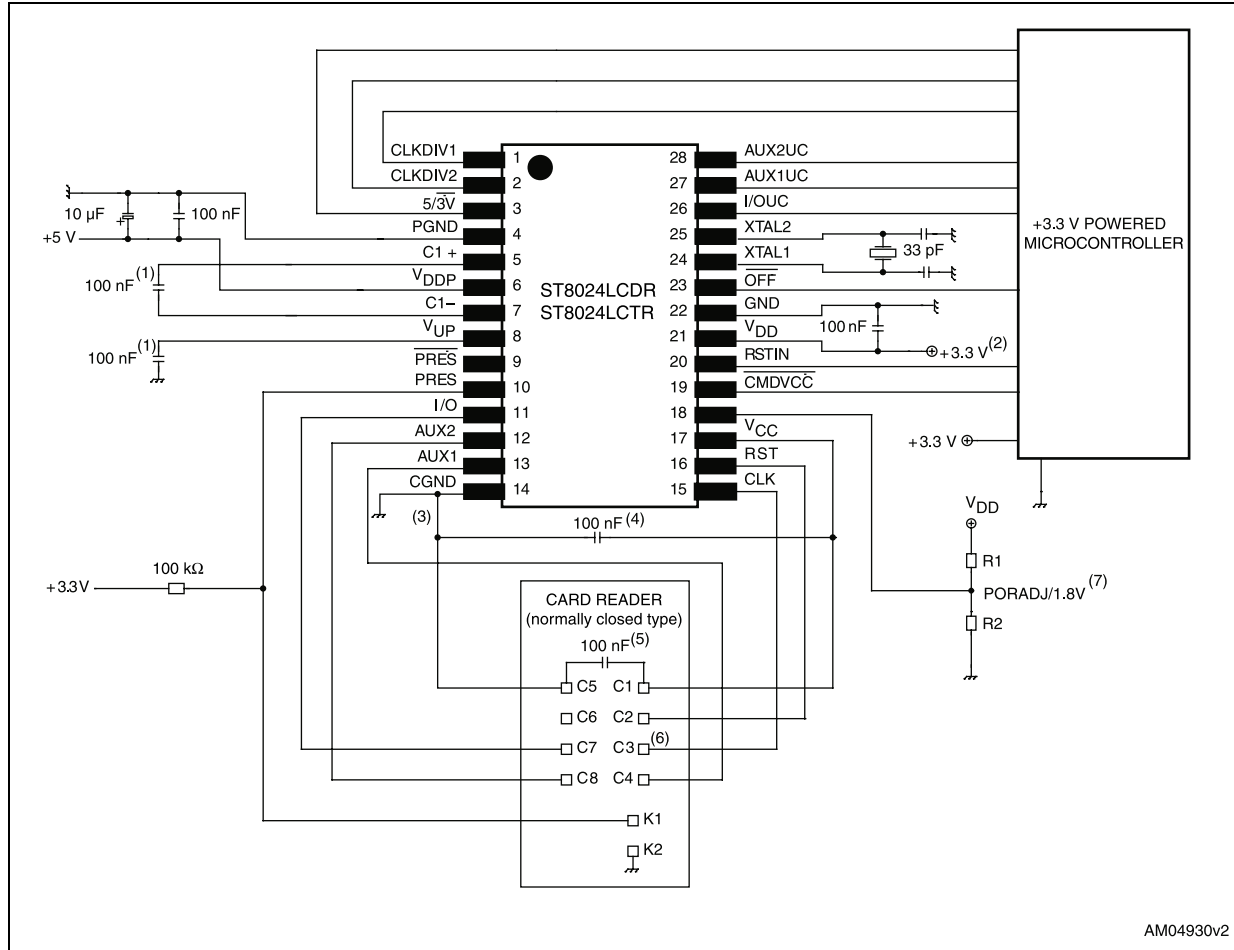 CLKDIV1
CLKDIV2
5/3V
PGND
C1 +
VDDP
C1–
VUP
PRES
PRES
I/O
AUX2
AUX1
CGND
1
2
3
4
5
6
7
8
9
10
11
12
13
14
ST8024LCDR
ST8024LCTR
28
27
26
25
24
23
22
21
20
19
18
17
16
15
AUX2UC
AUX1UC
I/OUC
XTAL2
XTAL1
OFF
GND
VDD
RSTIN
CMDVCC
VCC
RST
CLK
10 µF
+
100 nF
+5 V
100 nF(1)
100 nF(1)
33 pF
100 nF
+3.3 V(2)
+3.3 V POWERED
MICROCONTROLLER
+3.3 V
(3)
100 nF(4)
+3.3V
100 kΩ
VDD
R1
PORADJ/1.8V(7)
R2
CARD READER
(normally closed type)
100 nF(5)
C5 C1
C6 C2
C7 C3 (6)
C8 C4
K1
K2
AM04930v2